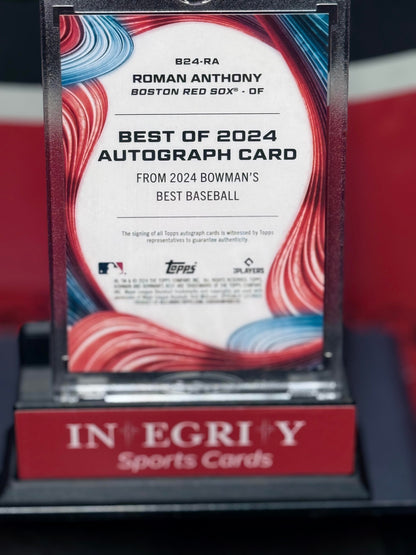 B24-RA
ROMAN ANTHONY
BOSTON RED SOX® - OF
BEST OF 2024
AUTOGRAPH CARD
FROM 2024 BOWMAN'S
BEST BASEBALL
The signing of all Topps autograph cards is witnessed by Topps
representatives to guarantee authenticity.
Topps
PLAYERS
INTEGRITY
Sports Cards